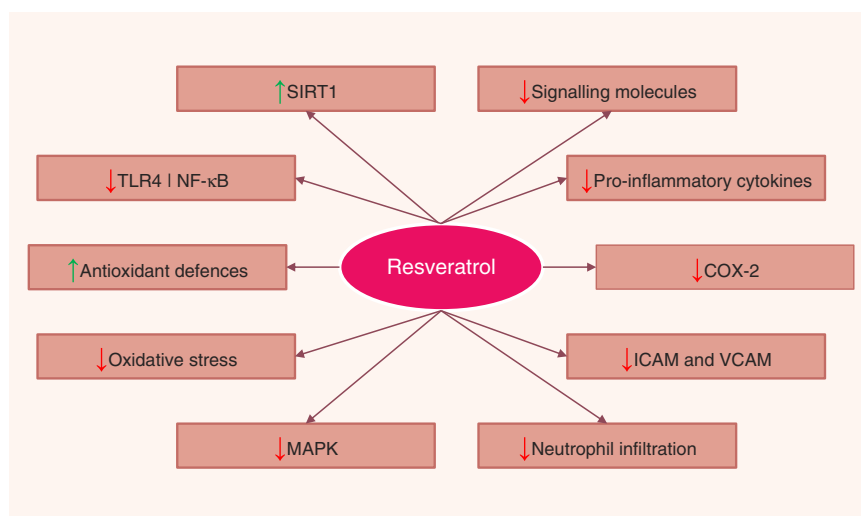 ↑SIRT1
↓Signalling molecules
↓TLR4 | NF-κB
↓Pro-inflammatory cytokines
↑Antioxidant defences
Resveratrol
↓COX-2
↓Oxidative stress
↓ICAM and VCAM
↓MAPK
↓Neutrophil infiltration